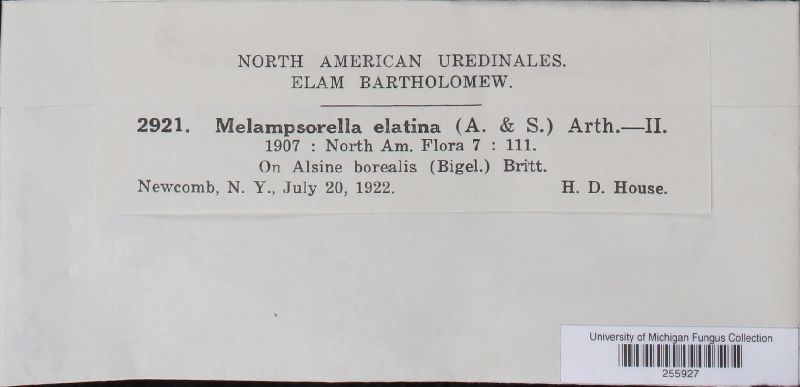 NORTH AMERICAN UREDINALES.
ELAM BARTHOLOMEW.
2921. Melampsorella elatina (A. & S.) Arth.—II.
1907 : North Am. Flora 7 : 111.
On Alsine borealis (Bigel.) Britt.
Newcomb, N. Y., July 20, 1922. H. D. House.
University of Michigan Fungus Collection
255927